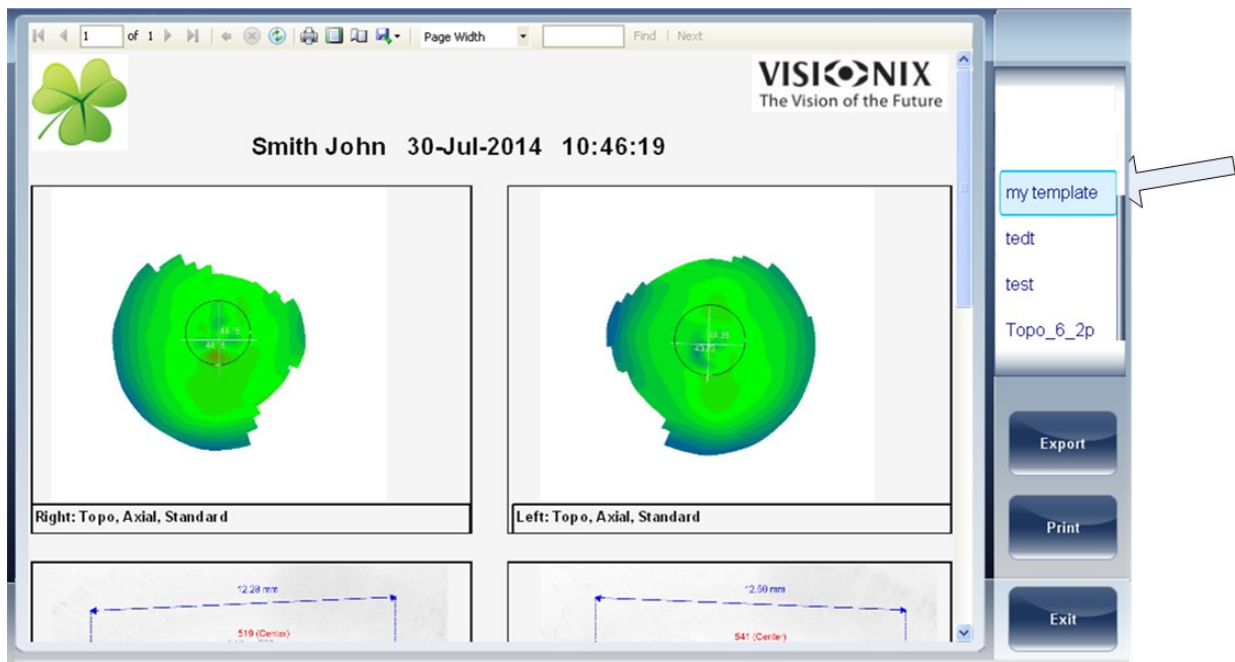 1 of 1 Page Width Find | Next
VISIONIX
The Vision of the Future
Smith John 30-Jul-2014 10:46:19
my template
tedt
test
Topo_6_2p
44.39
Right: Topo, Axial, Standard
Left: Topo, Axial, Standard
Export
Print
Exit
12.28 mm
12.50 mm
519 (Center)
541 (Center)